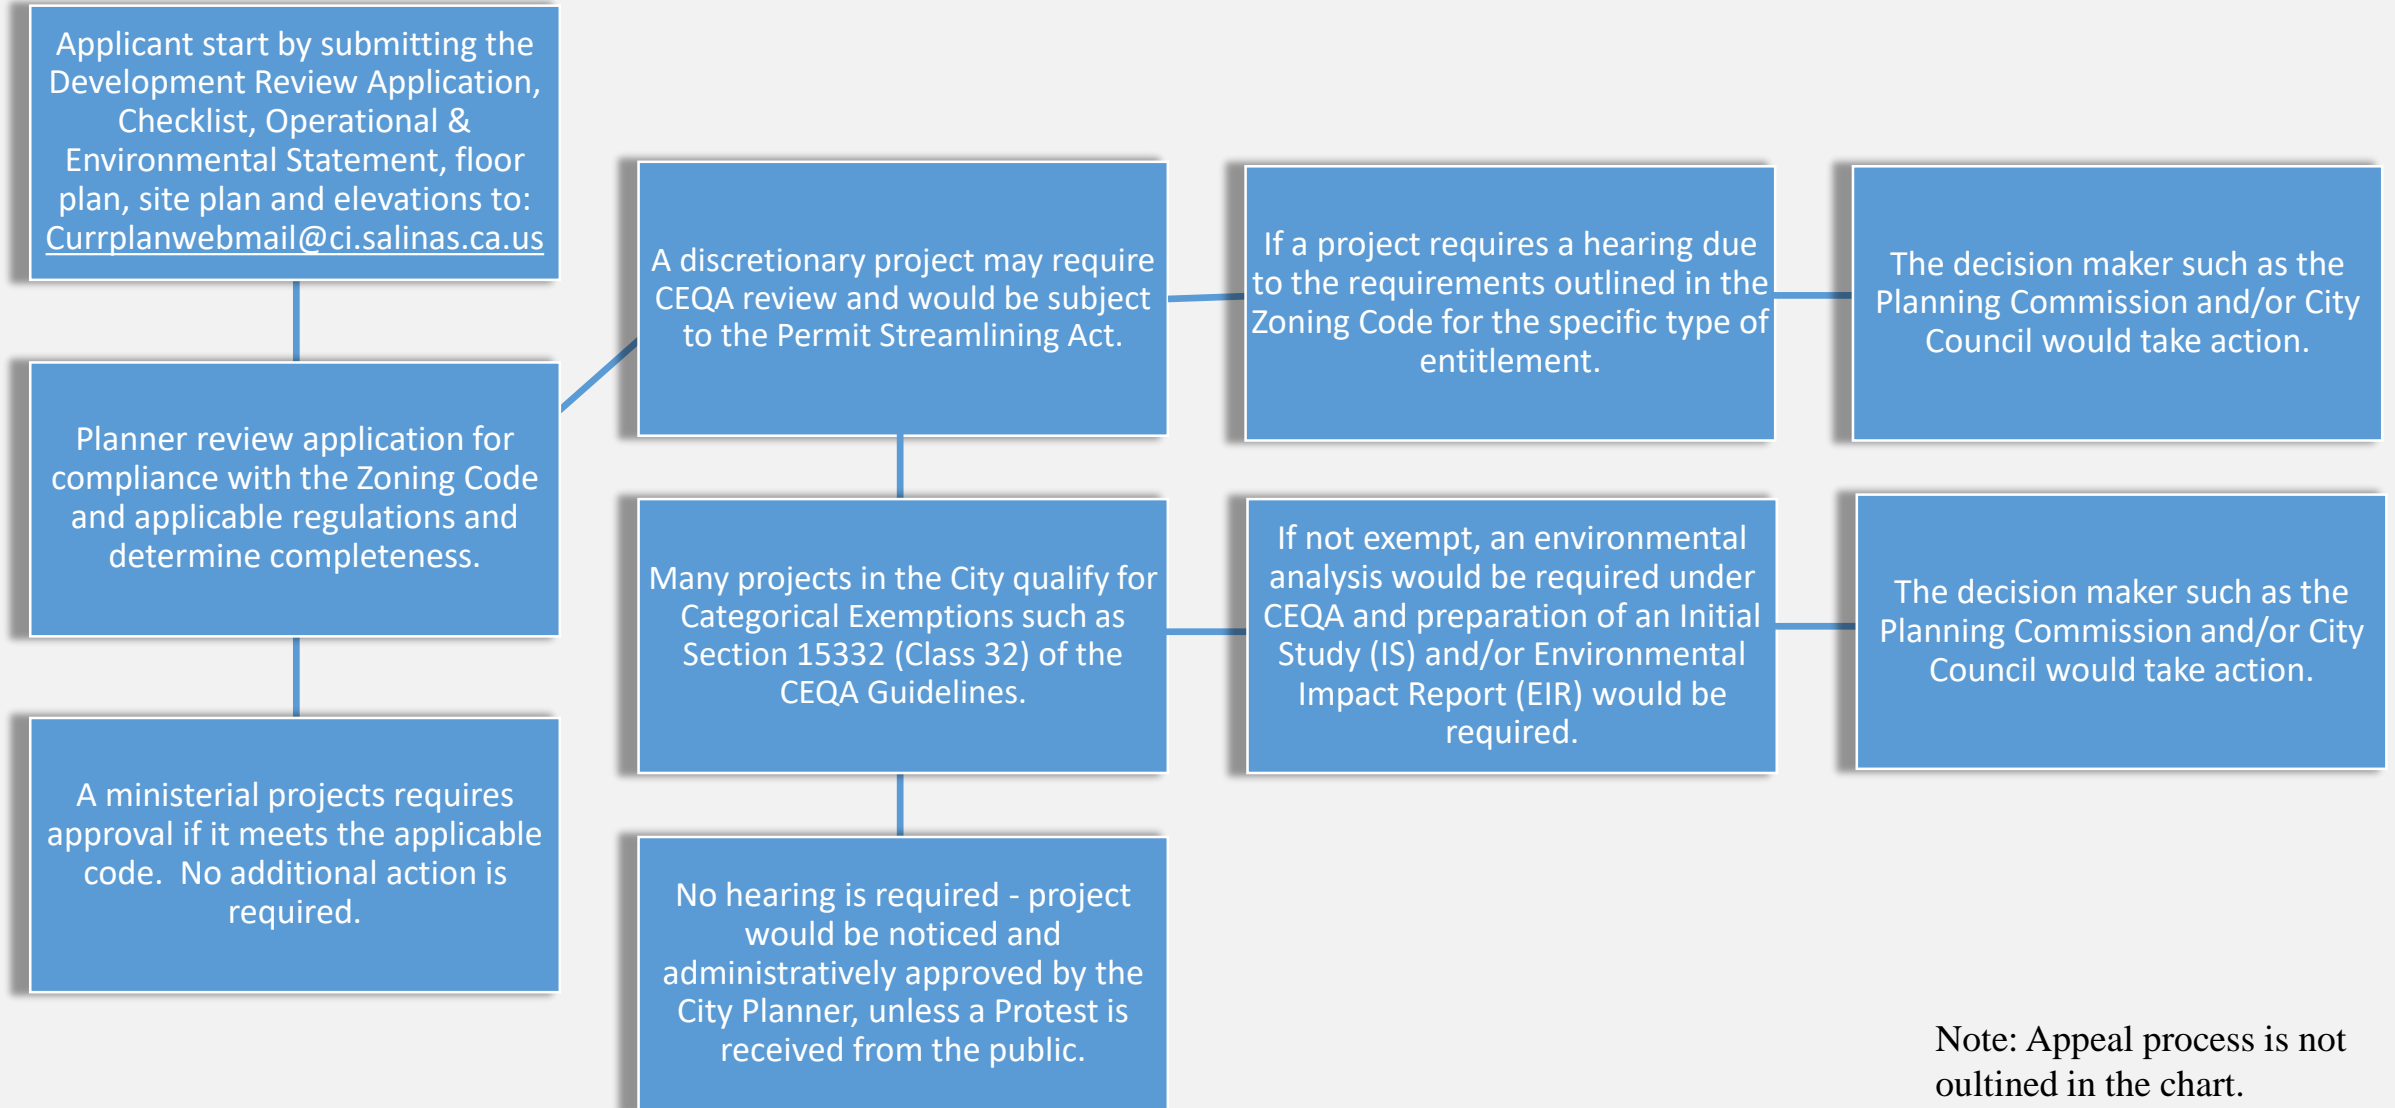 Applicant start by submitting the
Development Review Application,
Checklist, Operational &
Environmental Statement, floor
plan, site plan and elevations to:
Currplanwebmail@ci.salinas.ca.us
Planner review application for
compliance with the Zoning Code
and applicable regulations and
determine completeness.
A ministerial projects requires
approval if it meets the applicable
code.  No additional action is
required.
A discretionary project may require
CEQA review and would be subject
to the Permit Streamlining Act.
Many projects in the City qualify for
Categorical Exemptions such as
Section 15332 (Class 32) of the
CEQA Guidelines.
No hearing is required - project
would be noticed and
administratively approved by the
City Planner, unless a Protest is
received from the public.
If a project requires a hearing due
to the requirements outlined in the
Zoning Code for the specific type of
entitlement.
If not exempt, an environmental
analysis would be required under
CEQA and preparation of an Initial
Study (IS) and/or Environmental
Impact Report (EIR) would be
required.
The decision maker such as the
Planning Commission and/or City
Council would take action.
The decision maker such as the
Planning Commission and/or City
Council would take action.
Note: Appeal process is not
oultined in the chart.